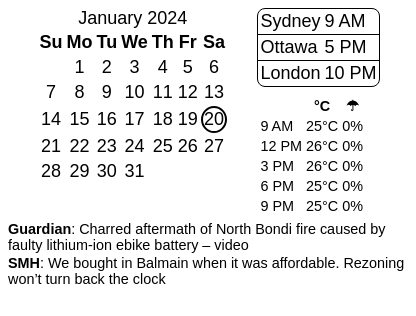 January 2024
Su Mo Tu We Th Fr Sa
1 2 3 4 5 6
7 8 9 10 11 12 13
14 15 16 17 18 19 20
21 22 23 24 25 26 27
28 29 30 31
Sydney 9 AM
Ottawa 5 PM
London 10 PM
°C ☂
9 AM 25°C 0%
12 PM 26°C 0%
3 PM 26°C 0%
6 PM 25°C 0%
9 PM 25°C 0%
Guardian: Charred aftermath of North Bondi fire caused by
faulty lithium-ion ebike battery – video
SMH: We bought in Balmain when it was affordable. Rezoning
won’t turn back the clock